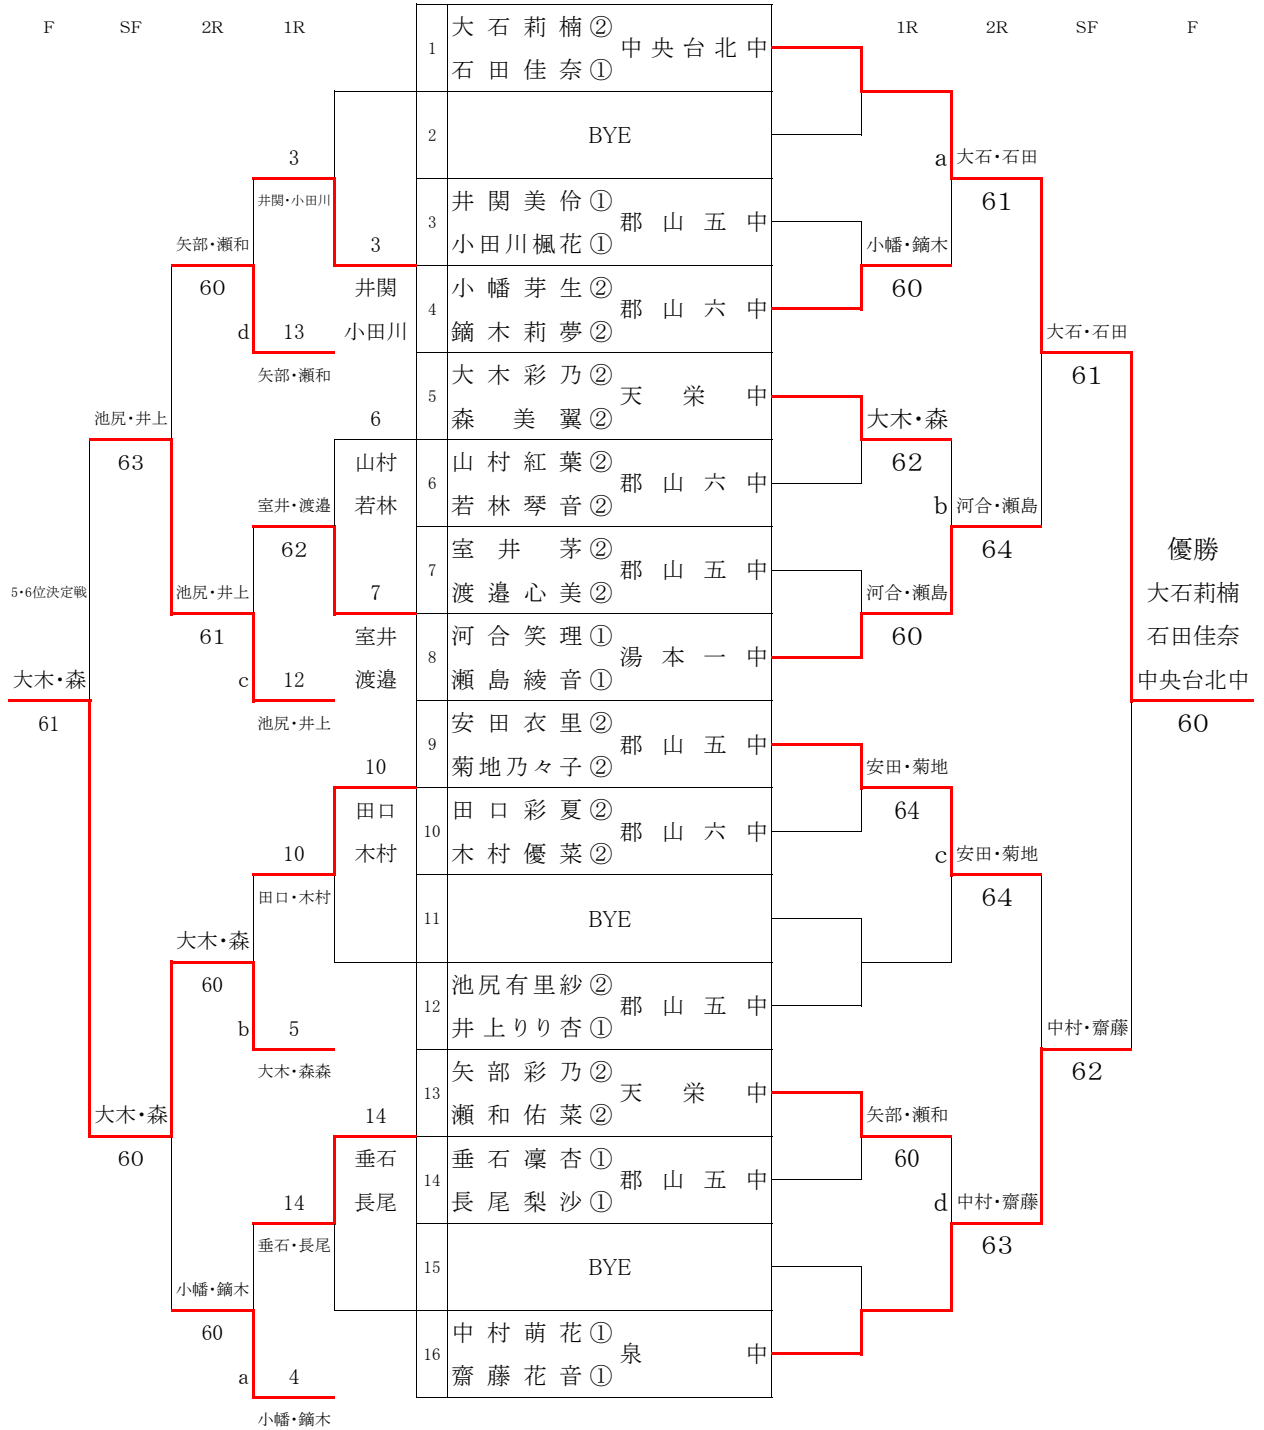 F SF 2R 1R 1R 2R SF F
1 大石莉楠② 中央台北中
石田佳奈①
2 BYE
3 井関美伶① 郡山五中
小田川楓花①
4 小幡芽生② 郡山六中
鏑木莉夢②
5 大木彩乃② 天栄中
森美翼②
6 山村紅葉② 郡山六中
若林琴音②
7 室井茅② 郡山五中
渡邉心美②
8 河合笑理① 湯本一中
瀬島綾音①
9 安田衣里② 郡山五中
菊地乃々子②
10 田口彩夏② 郡山六中
木村優菜②
11 BYE
12 池尻有里紗② 郡山五中
井上りり杏①
13 矢部彩乃② 天栄中
瀬和佑菜②
14 垂石凜杏① 郡山五中
長尾梨沙①
15 BYE
16 中村萌花① 泉中
齋藤花音①
3
井関
小田川
6
山村
若林
7
室井
渡邉
10
田口
木村
14
垂石
長尾
3
井関・小田川
d 13
矢部・瀬和
室井・渡邉
62
c 12
池尻・井上
10
田口・木村
b 5
大木・森森
14
垂石・長尾
a 4
小幡・鏑木
矢部・瀬和
60
池尻・井上
61
大木・森
60
小幡・鏑木
60
池尻・井上
63
大木・森
60
5・6位決定戦
大木・森
61
小幡・鏑木
60
大木・森
62
河合・瀬島
60
安田・菊地
64
矢部・瀬和
60
a 大石・石田
61
b 河合・瀬島
64
c 安田・菊地
64
d 中村・齋藤
63
大石・石田
61
中村・齋藤
62
優勝
大石莉楠
石田佳奈
中央台北中
60